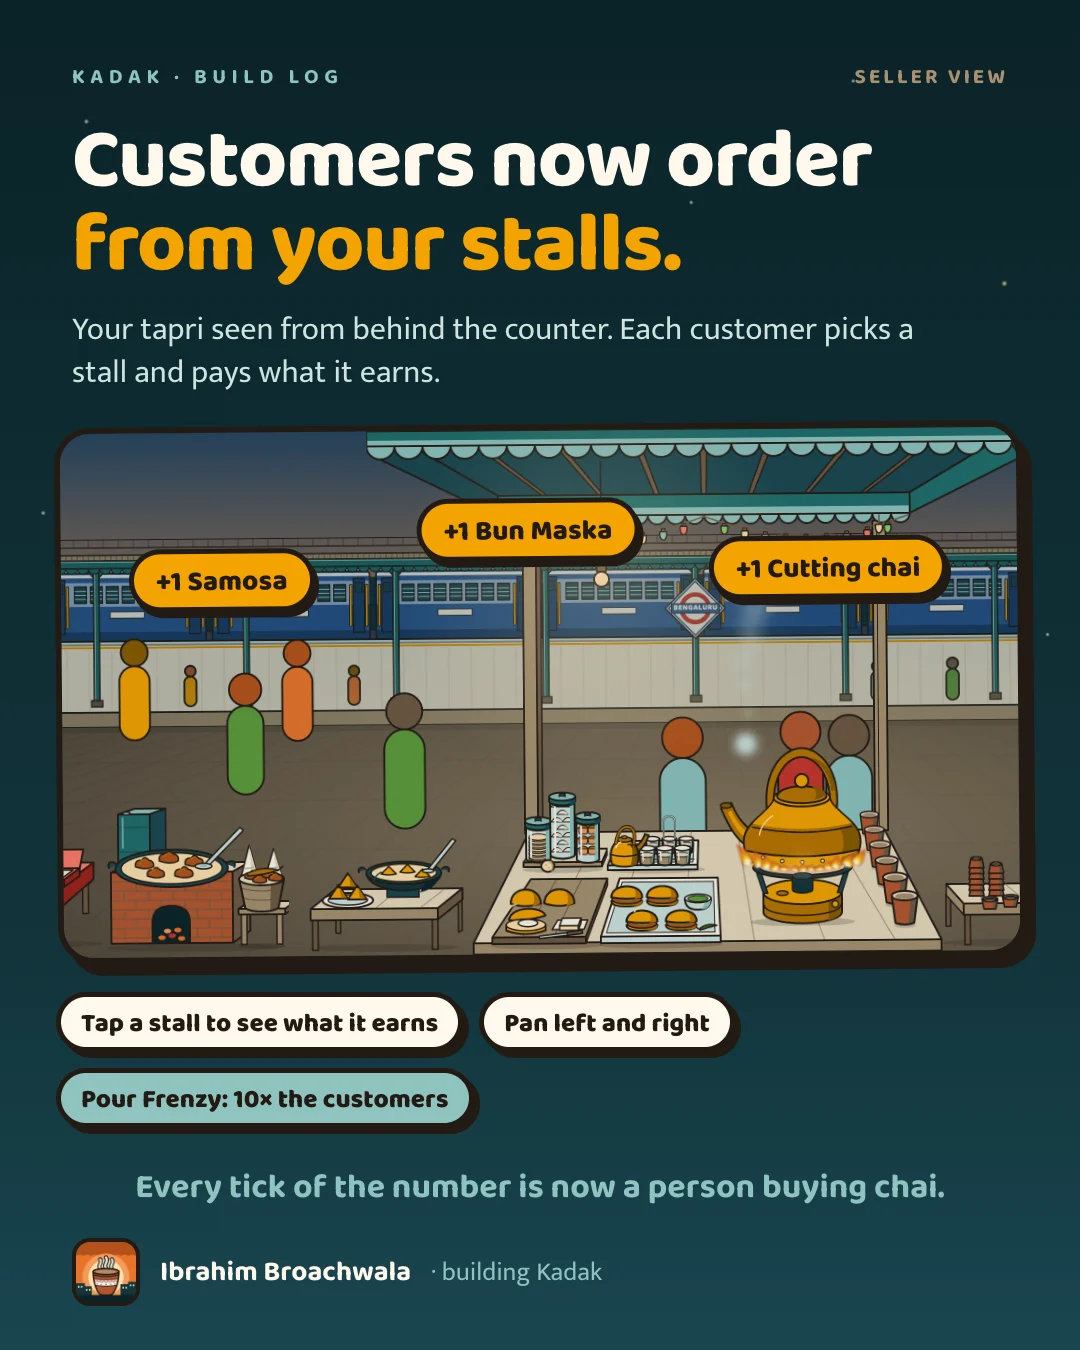 KADAK · BUILD LOG
SELLER VIEW
Customers now order
from your stalls.
Your tapri seen from behind the counter. Each customer picks a
stall and pays what it earns.
+1 Bun Maska
+1 Cutting chai
+1 Samosa
BENGALURU
Tap a stall to see what it earns
Pan left and right
Pour Frenzy: 10× the customers
Every tick of the number is now a person buying chai.
Ibrahim Broachwala · building Kadak